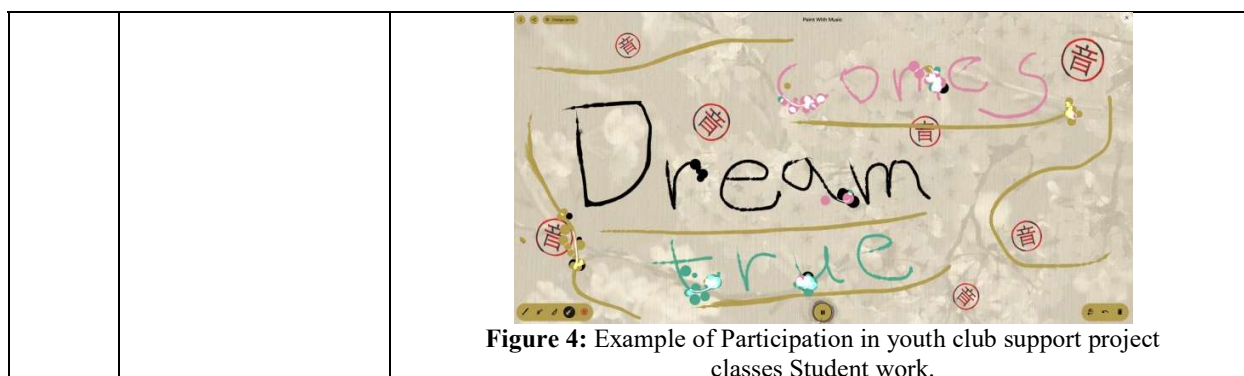 Paint With Music
音
音
comes
音
音
Dream
音
音
true
音
Figure 4: Example of Participation in youth club support project
classes Student work.